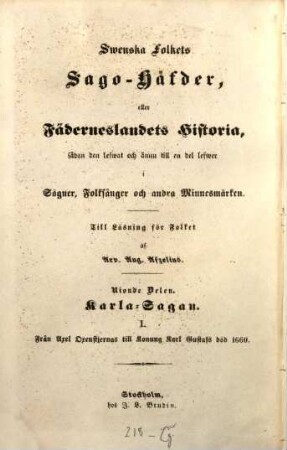 Swenska Folkets
Sago-Häfder,
eller
Fäderneslandets Historia,
sådan den lefwat och ännu till en del lefwer
i
Sägner, Folksånger och andra Minnesmärken.
Till Läsning för Folket
af
Arv. Aug. Afzelius.
Nionde Delen.
Karla-Sagan.
I.
Från Axel Oxenstjernas till Konung Karl Gustafs död 1660.
Stockholm,
hos Z. Haeggström